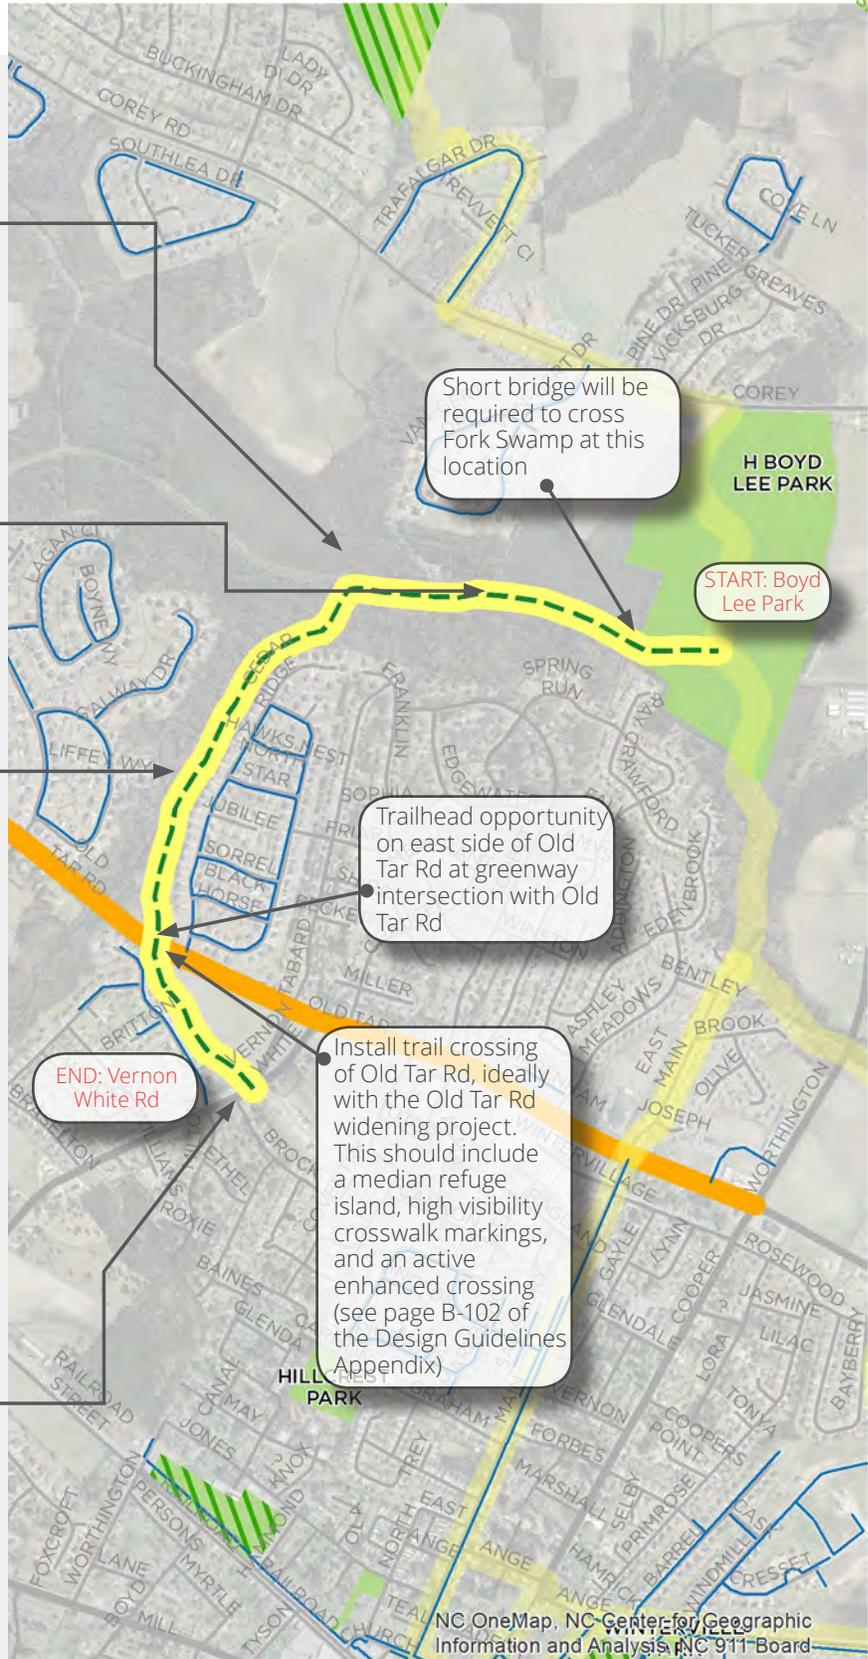 LADY
DI DR
BUCKINGHAM DR
COREY RD
SOUTHLEA DR
TRAFALGAR DR
TREVVETT CI
COVE LN
TUCKER
PINE
GREAVES
PINE DR
VICKSBURG
DR
COREY
Short bridge will be
required to cross
Fork Swamp at this
location
H BOYD
LEE PARK
START: Boyd
Lee Park
LAGAN CI
BOYNE WY
GALWAY DR
LIFFEY WY
OLD
TAR RD
CEDAR
RIDGE
HAWKS NEST
NORTH
STAR
JUBILEE
SORREL
BLACK
HORSE
FRANKLIN
SPRING
RUN
RAY CRAWFORD
EDGEWATER
SOPHIA
Trailhead opportunity
on east side of Old
Tar Rd at greenway
intersection with Old
Tar Rd
ADDINGTON
EDENBROOK
BENTLEY
TABARD
MILLER
OLD TAR
ASHLEY
MEADOWS
BROOK
EAST
MAIN
OLIVE
JOSEPH
WORTHINGTON
BRITTON
VERNON
WHITE
END: Vernon
White Rd
Install trail crossing
of Old Tar Rd, ideally
with the Old Tar Rd
widening project.
This should include
a median refuge
island, high visibility
crosswalk markings,
and an active
enhanced crossing
(see page B-102 of
the Design Guidelines
Appendix)
ETHEL
ROXIE
BAINES
GLENDA
GAYLE
LYNN
COOPER
GLENDALE
ROSEWOOD
JASMINE
LILAC
LORA
BAYBERRY
HILLCREST
PARK
RAILROAD
STREET
CANAL
MAY
JONES
KNOX
GRAHAM
MAIN
VERNON
FORBES
COOPERS
POINT
TONYA
TREY
MARSHALL
SELBY
PRIMROSE
BARREL
CASK
WINDMILL
CRESSET
FOXCROFT
WORTHINGTON
PERSONS
RAILROAD
HAMMOND
RAILROAD
LANE
BOYD
MYRTLE
MILL
TYSON
NORTH
EAST
ANGE
ANGE
HAMRICK
ANGE
TEAL
CHURCH
WINTERVILLE
NC OneMap, NC Center for Geographic
Information and Analysis, NC 911 Board